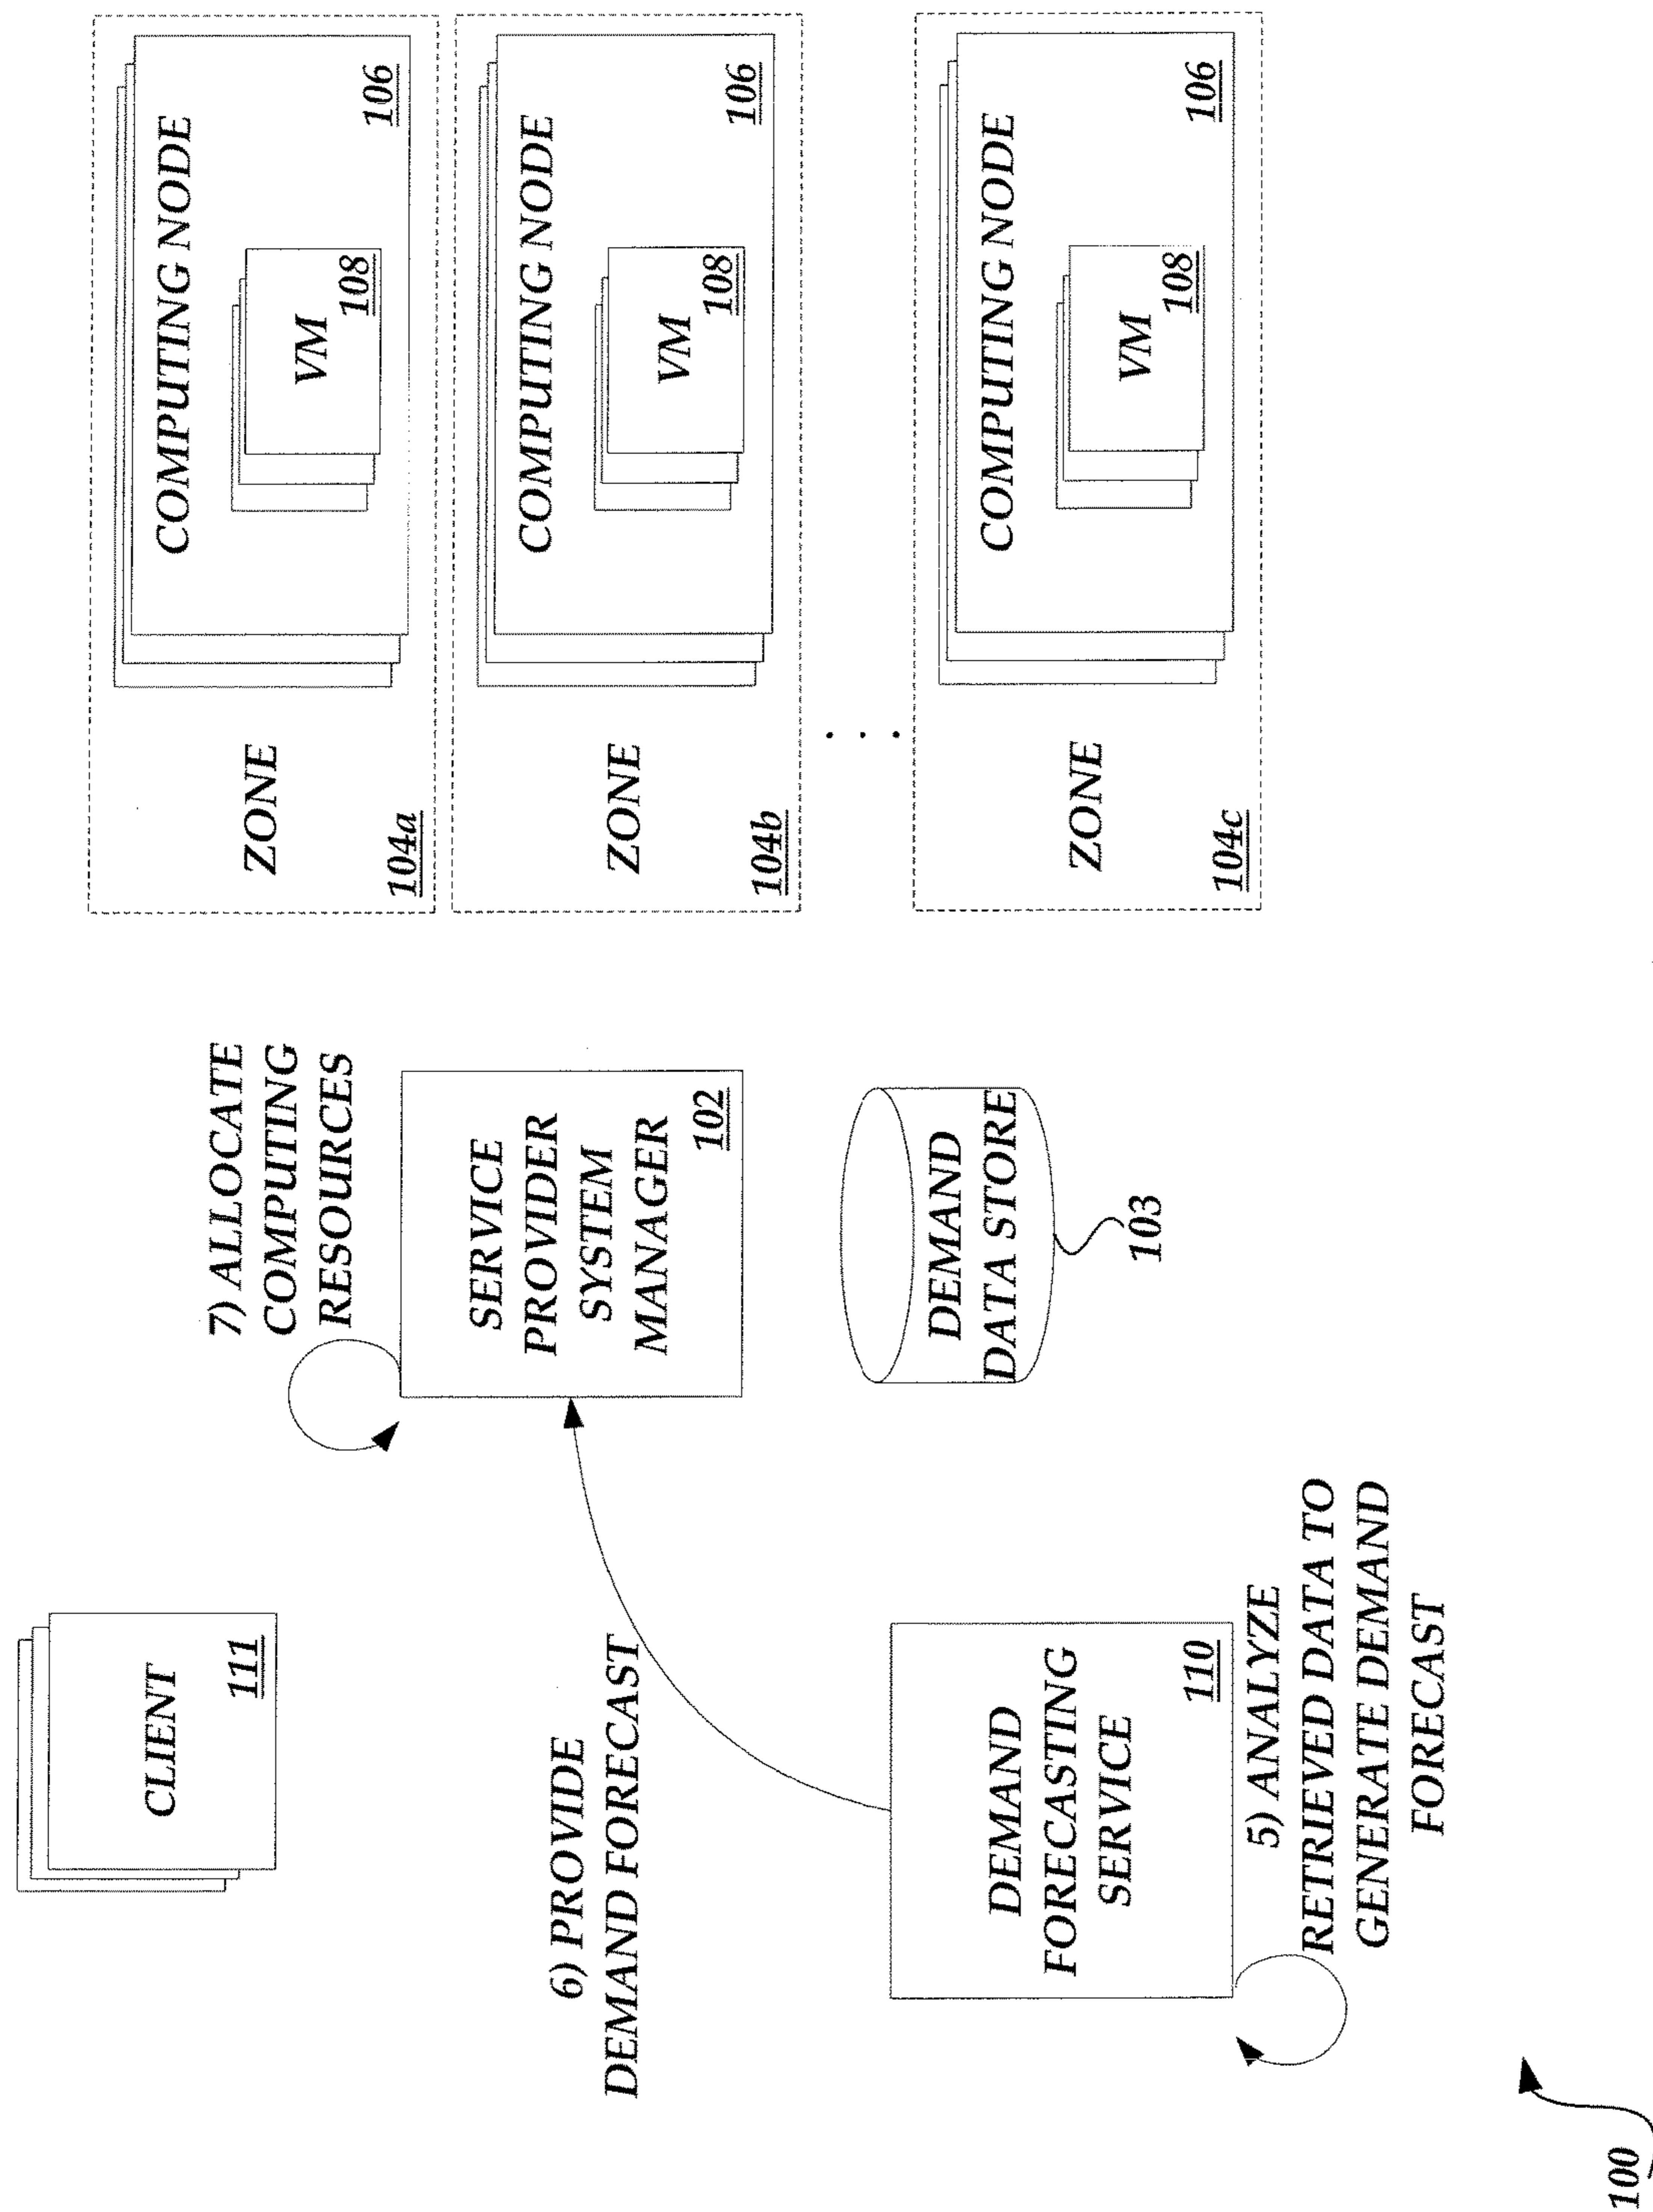 CLIENT
111
7) ALLOCATE
COMPUTING
RESOURCES
SERVICE
PROVIDER
SYSTEM
MANAGER
102
6) PROVIDE
DEMAND FORECAST
DEMAND
FORECASTING
SERVICE
110
5) ANALYZE
RETRIEVED DATA TO
GENERATE DEMAND
FORECAST
DEMAND
DATA STORE
103
ZONE
104a
COMPUTING NODE
106
VM
108
ZONE
104b
COMPUTING NODE
106
VM
108
. . .
ZONE
104c
COMPUTING NODE
106
VM
108
100